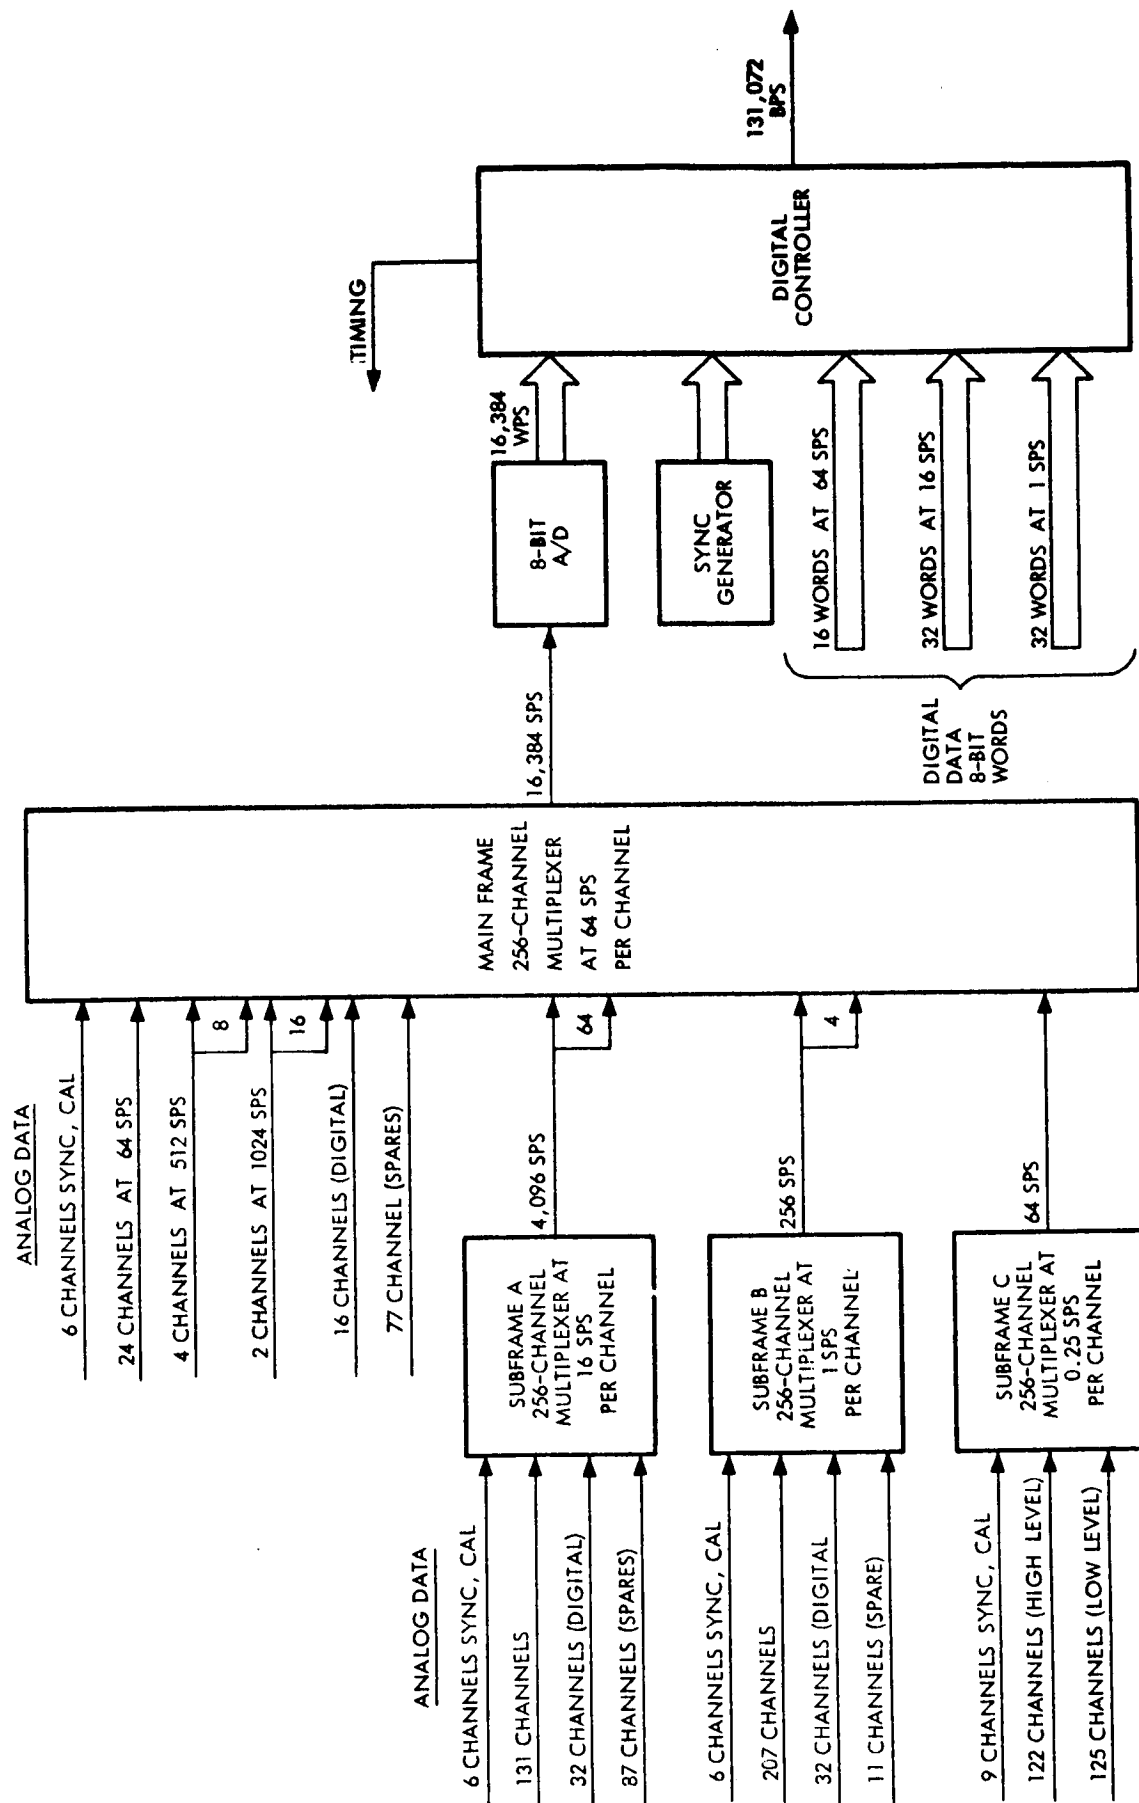 ANALOG DATA
6 CHANNELS SYNC, CAL
24 CHANNELS AT 64 SPS
4 CHANNELS AT 512 SPS
8
2 CHANNELS AT 1024 SPS
16
16 CHANNELS (DIGITAL)
77 CHANNEL (SPARES)
ANALOG DATA
6 CHANNELS SYNC, CAL
131 CHANNELS
32 CHANNELS (DIGITAL)
87 CHANNELS (SPARES)
SUBFRAME A
256-CHANNEL
MULTIPLEXER AT
16 SPS
PER CHANNEL
4,096 SPS
64
6 CHANNELS SYNC, CAL
207 CHANNELS
32 CHANNELS (DIGITAL
11 CHANNELS (SPARE)
SUBFRAME B
256-CHANNEL
MULTIPLEXER AT
1 SPS
PER CHANNEL
256 SPS
4
9 CHANNELS SYNC, CAL
122 CHANNELS (HIGH LEVEL)
125 CHANNELS (LOW LEVEL)
SUBFRAME C
256-CHANNEL
MULTIPLEXER AT
0.25 SPS
PER CHANNEL
64 SPS
MAIN FRAME
256-CHANNEL
MULTIPLEXER
AT 64 SPS
PER CHANNEL
16,384 SPS
8-BIT
A/D
16,384
WPS
SYNC
GENERATOR
16 WORDS AT 64 SPS
32 WORDS AT 16 SPS
32 WORDS AT 1 SPS
DIGITAL
DATA
8-BIT
WORDS
TIMING
DIGITAL
CONTROLLER
131,072
BPS